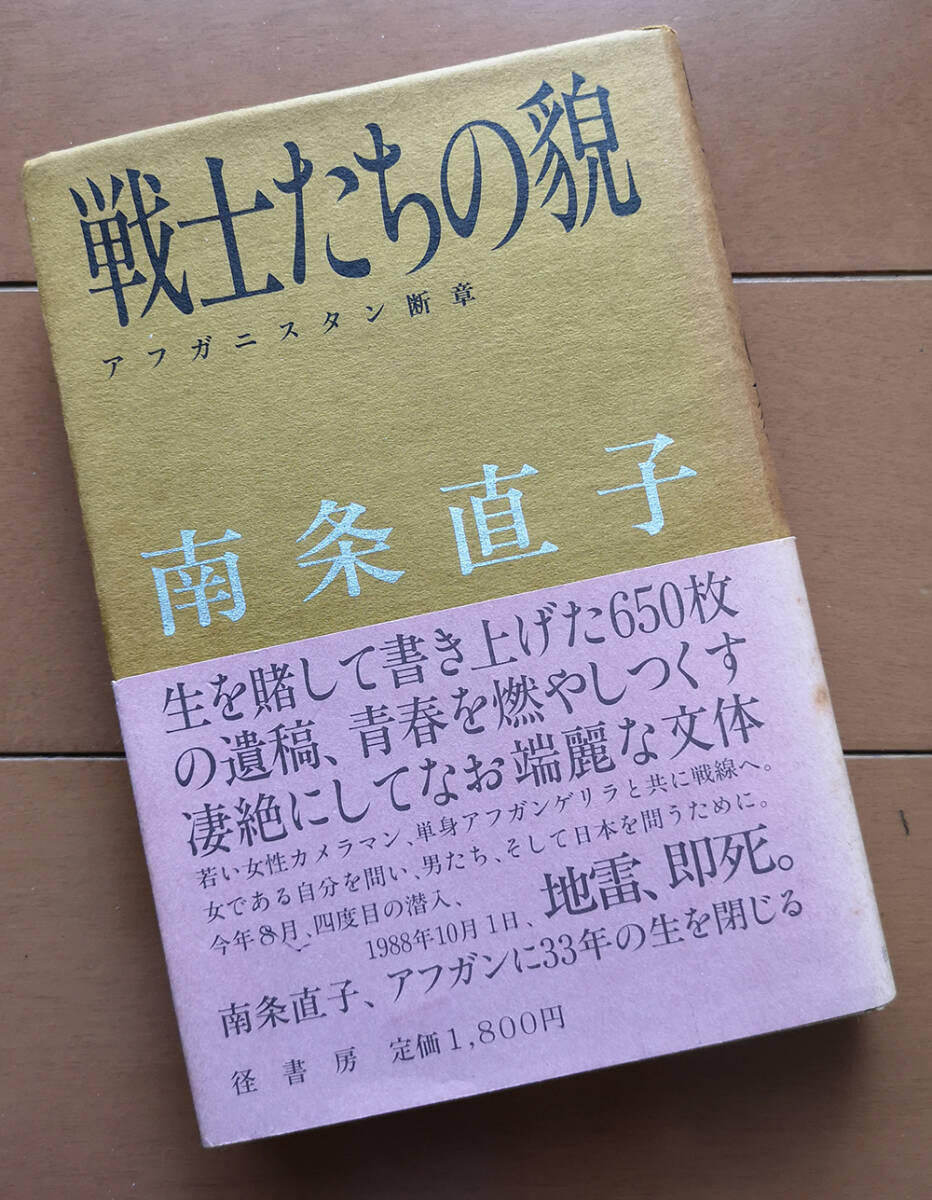 戦士たちの貌
アフガニスタン断章
南条直子
生を賭して書き上げた650枚
の遺稿、青春を燃やしつくす
凄絶にしてなお端麗な文体
若い女性カメラマン、単身アフガンゲリラと共に戦線へ。
女である自分を問い、男たち、そして日本を問うために。
今年8月、四度目の潜入、
1988年10月1日、地雷、即死。
南条直子、アフガンに33年の生を閉じる
径書房 定価1,800円